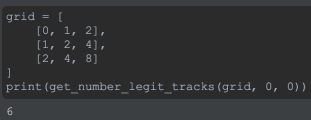 grid = [
    [0, 1, 2],
    [1, 2, 4],
    [2, 4, 8]
]
print(get_number_legit_tracks(grid, 0, 0))
6